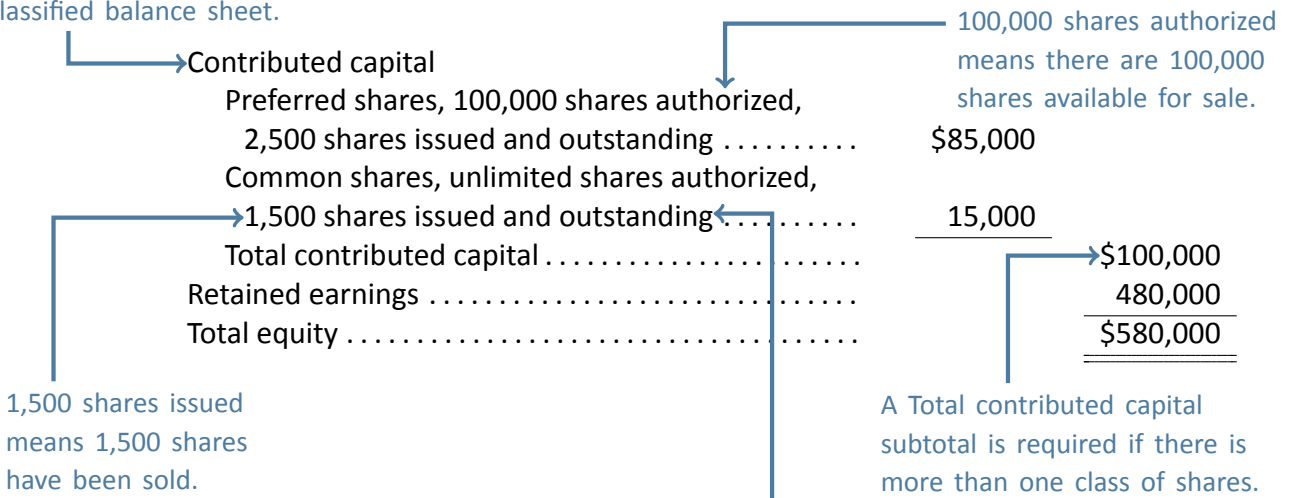 lassified balance sheet.
100,000 shares authorized
means there are 100,000
shares available for sale.
Contributed capital
Preferred shares, 100,000 shares authorized,
2,500 shares issued and outstanding .......... $85,000
Common shares, unlimited shares authorized,
1,500 shares issued and outstanding .......... 15,000
Total contributed capital ....................... $100,000
Retained earnings ............................... 480,000
Total equity ..................................... $580,000
1,500 shares issued
means 1,500 shares
have been sold.
A Total contributed capital
subtotal is required if there is
more than one class of shares.